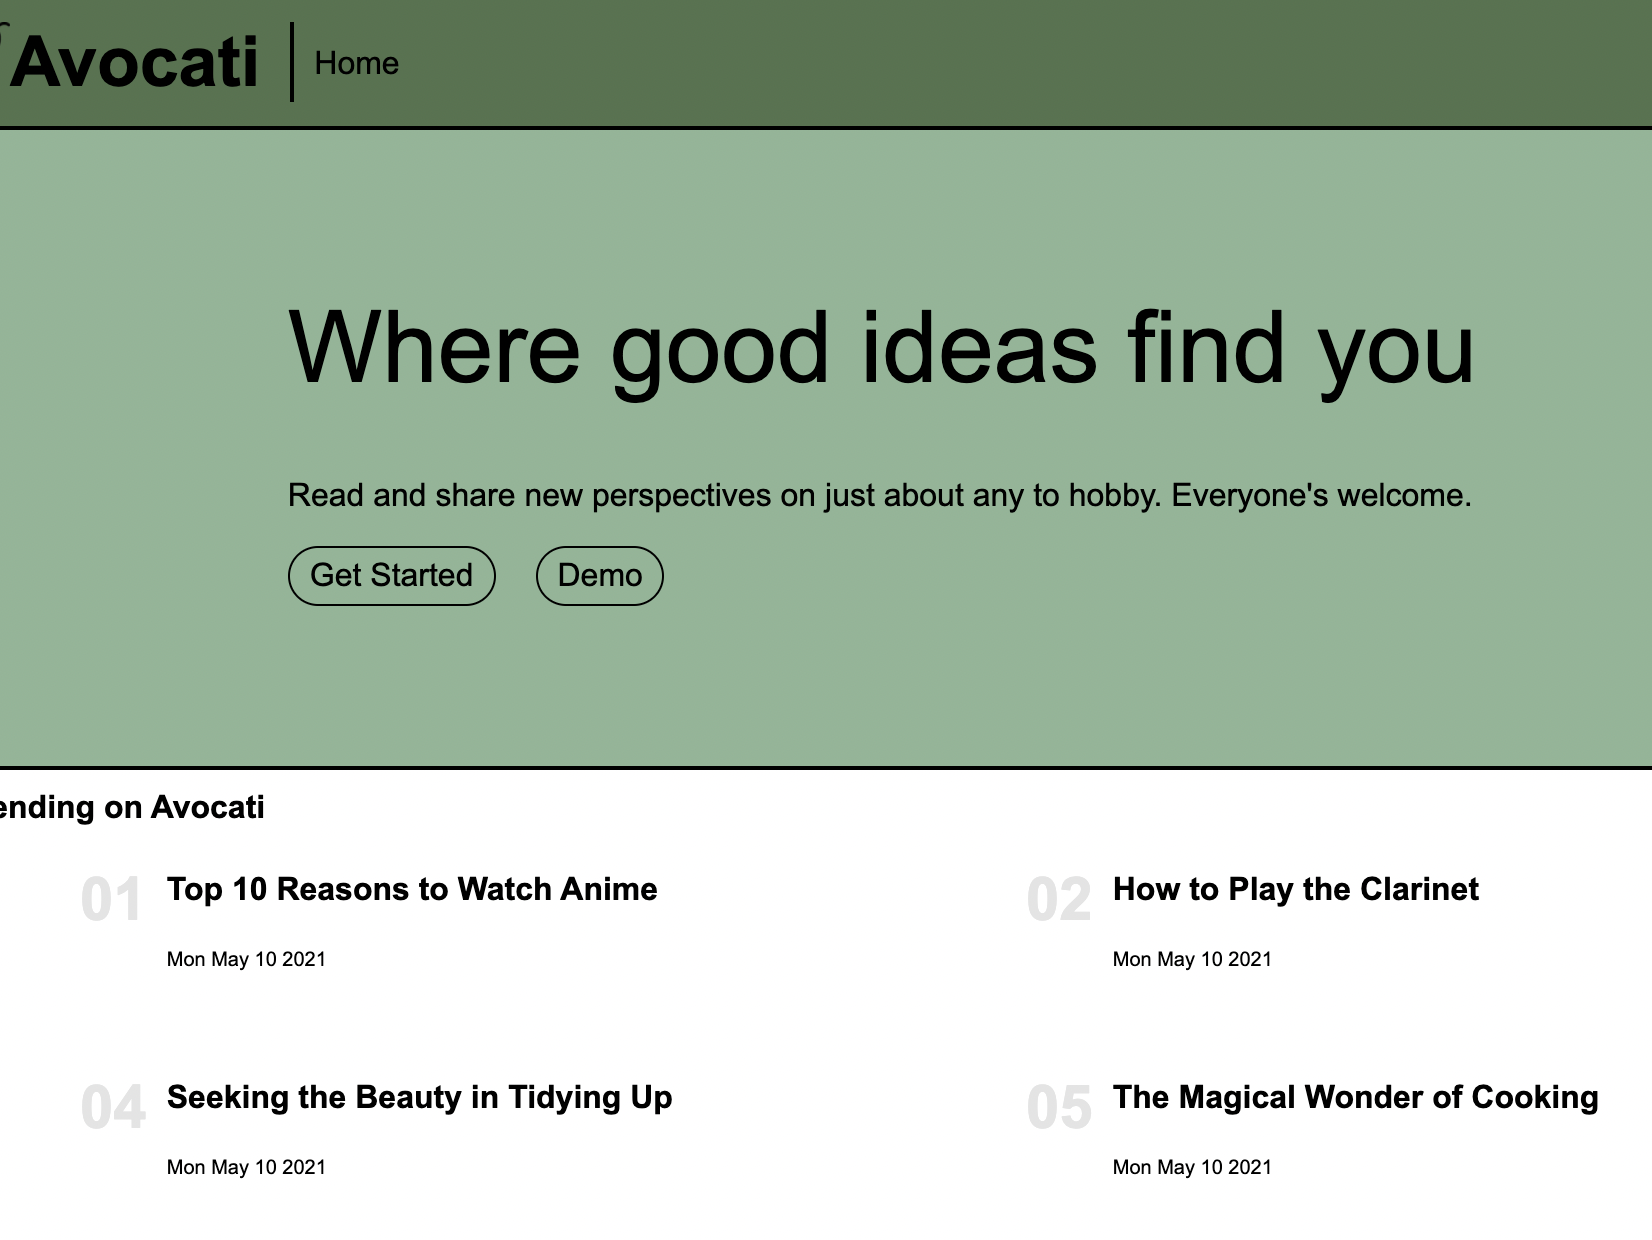 Avocati
Home
Where good ideas find you
Read and share new perspectives on just about any to hobby. Everyone's welcome.
Get Started
Demo
ending on Avocati
01 Top 10 Reasons to Watch Anime
Mon May 10 2021
02 How to Play the Clarinet
Mon May 10 2021
04 Seeking the Beauty in Tidying Up
Mon May 10 2021
05 The Magical Wonder of Cooking
Mon May 10 2021